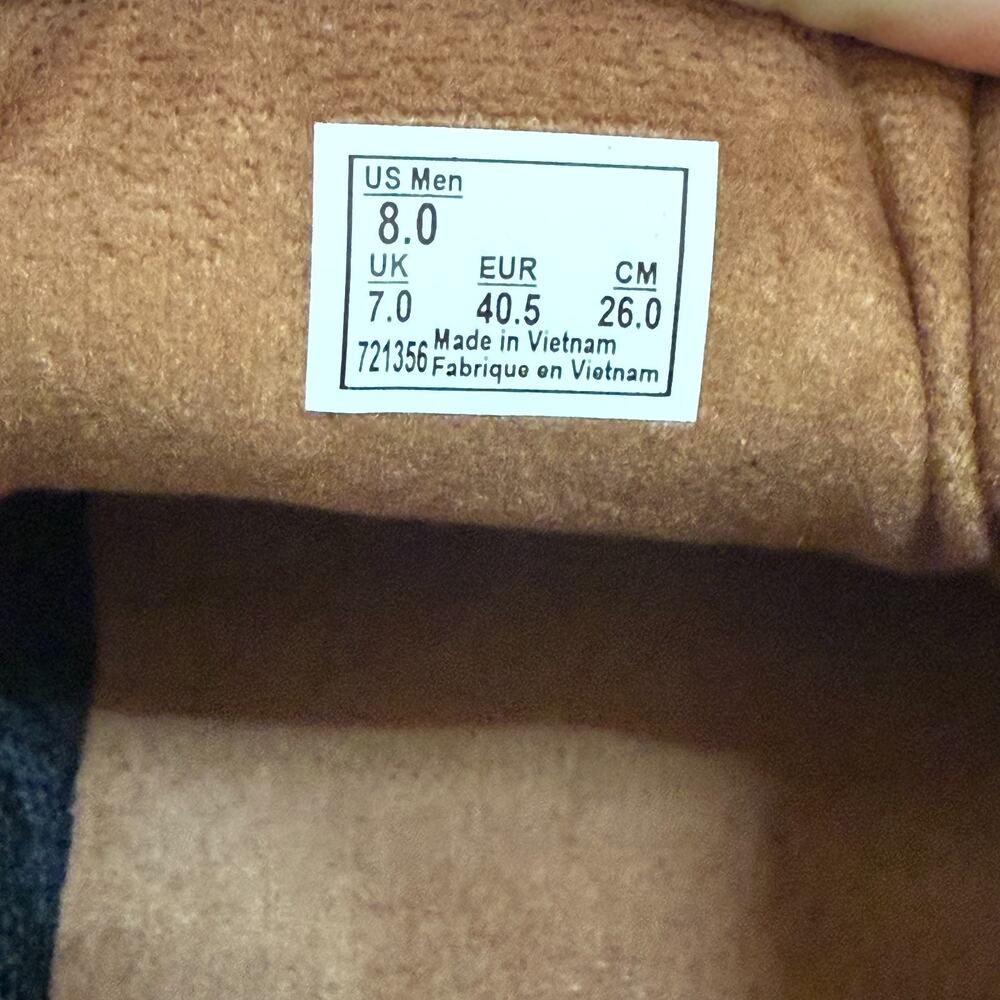 US Men
8.0
UK EUR CM
7.0 40.5 26.0
721356 Made in Vietnam
Fabrique en Vietnam